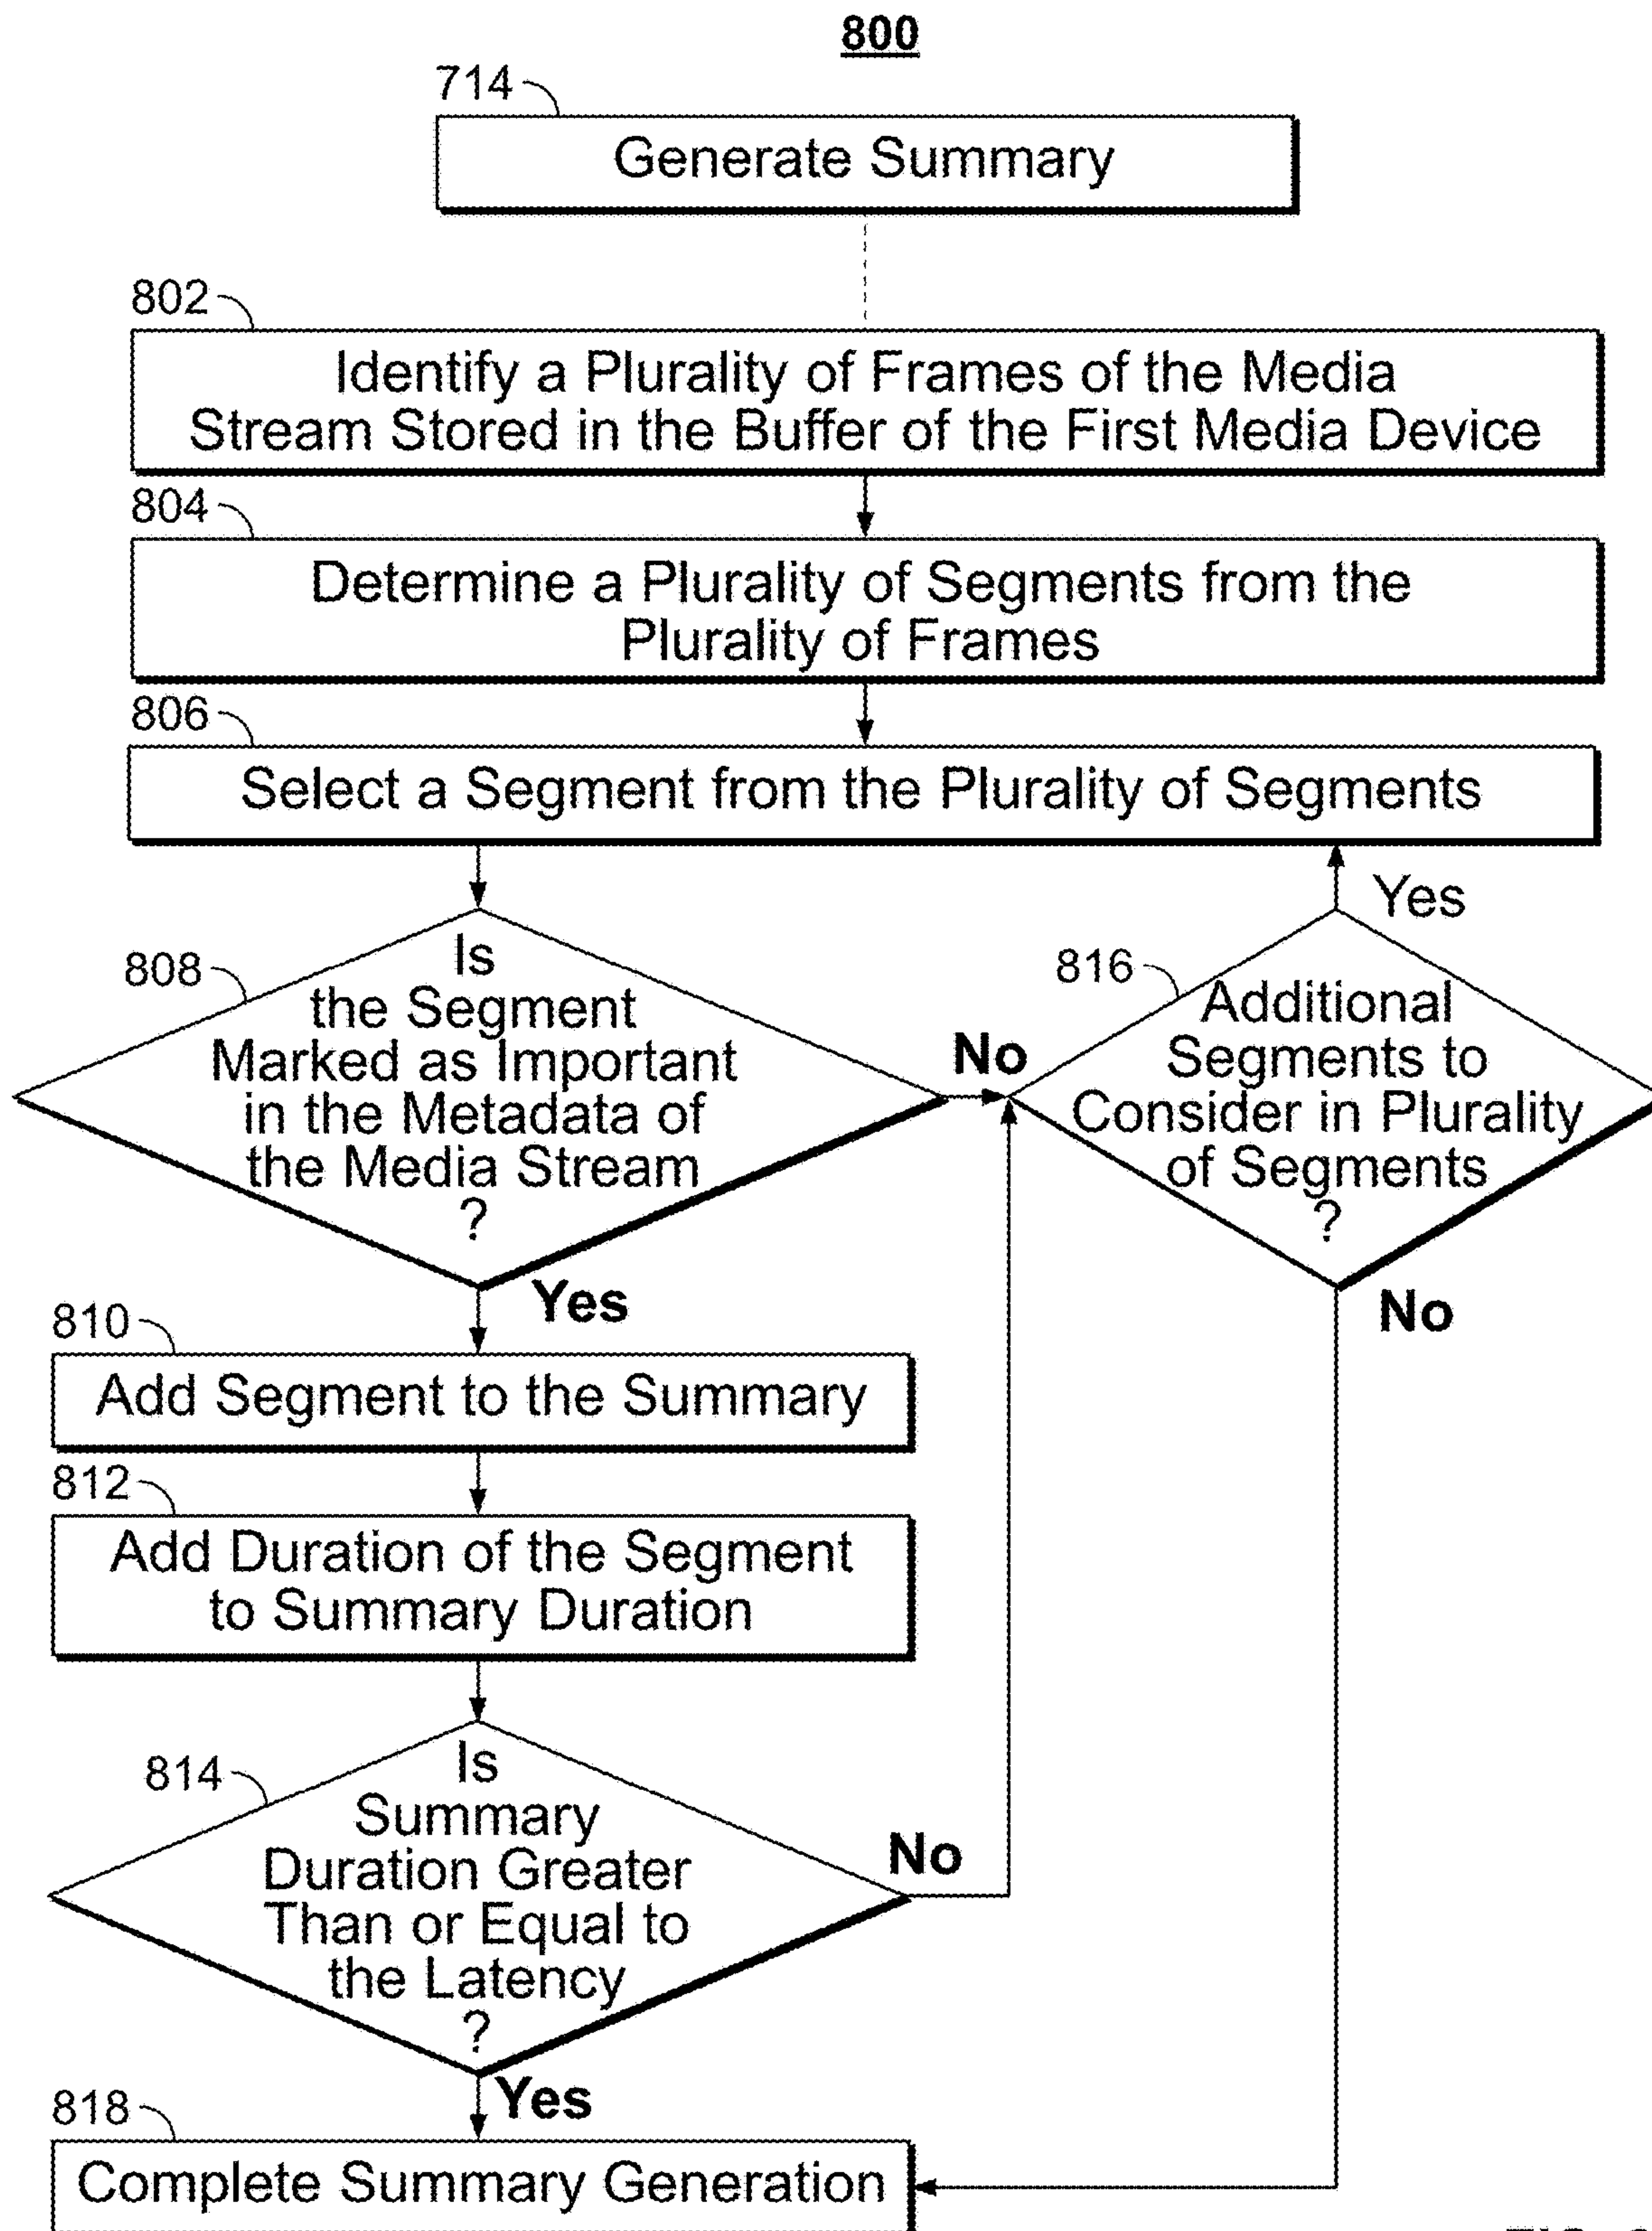 800
714
Generate Summary
802
Identify a Plurality of Frames of the Media
Stream Stored in the Buffer of the First Media Device
804
Determine a Plurality of Segments from the
Plurality of Frames
806
Select a Segment from the Plurality of Segments
808
Is
the Segment
Marked as Important
in the Metadata of
the Media Stream
?
No
Yes
816
Additional
Segments to
Consider in Plurality
of Segments
?
Yes
No
810
Add Segment to the Summary
812
Add Duration of the Segment
to Summary Duration
814
Is
Summary
Duration Greater
Than or Equal to
the Latency
?
No
Yes
818
Complete Summary Generation